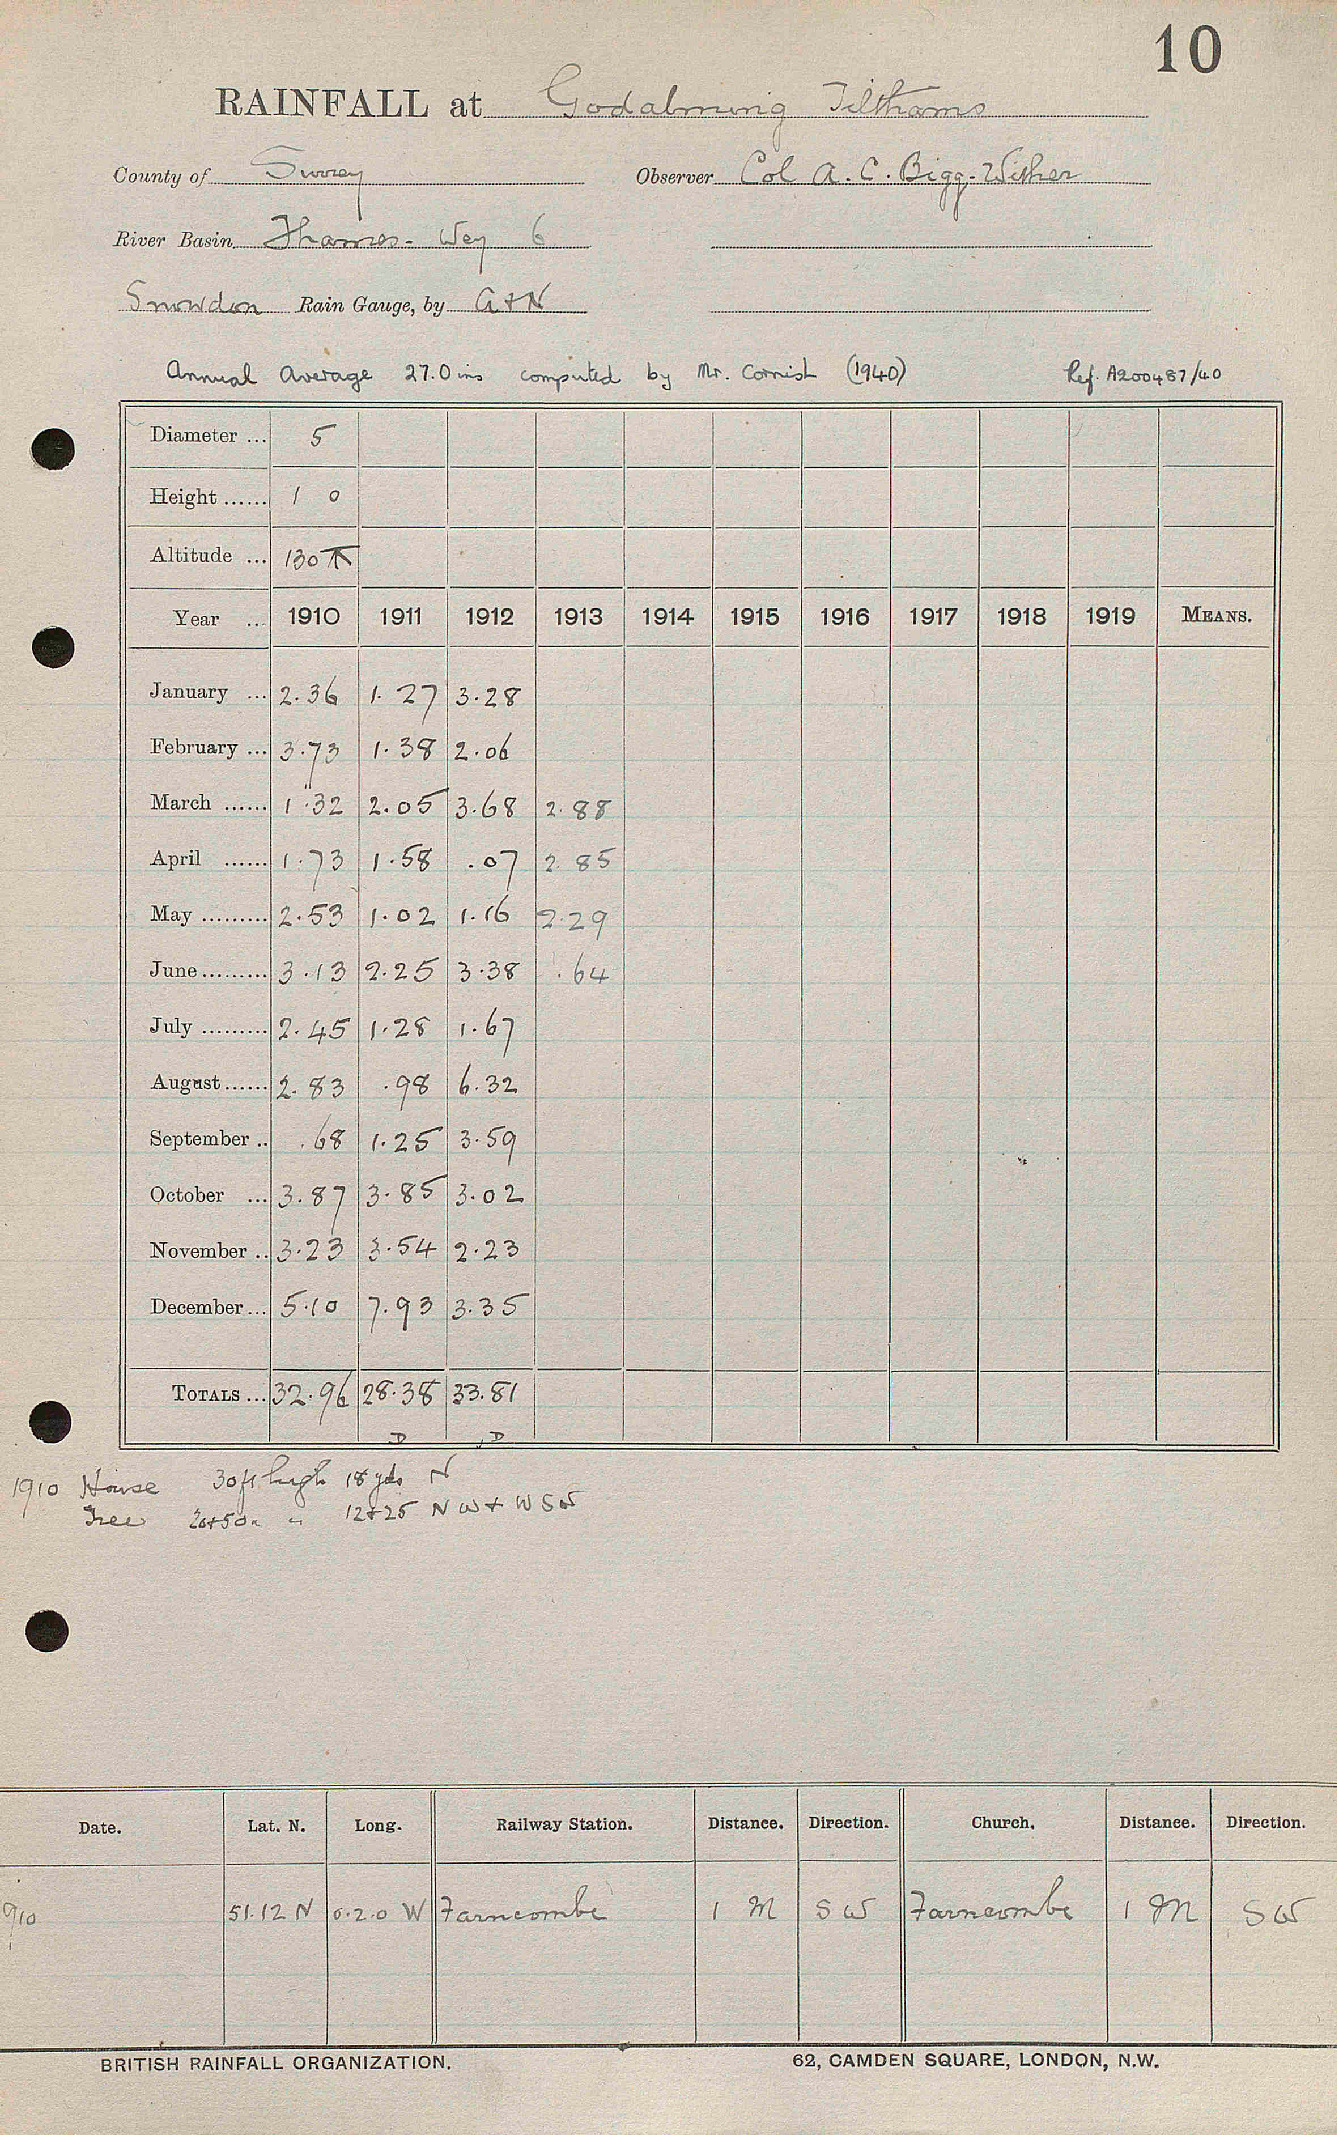 10
RAINFALL at Godalming Tilthams
County of Surrey Observer Col A. C. Bigg-Wither
River Basin Thames - Wey 6
Snowdon Rain Gauge, by A+N
Annual Average 27.0 ins computed by Mr. Cornish (1940) Ref. A200487/40
Diameter ... 5
Height ...... 1 0
Altitude ... 130
Year ... 1910 1911 1912 1913 1914 1915 1916 1917 1918 1919 MEANS.
January ... 2.36 1.27 3.28
February ... 3.73 1.38 2.06
March ...... 1.32 2.05 3.68 2.88
April ...... 1.73 1.58 .07 2.85
May ......... 2.53 1.02 1.16 2.29
June ......... 3.13 2.25 3.38 .64
July ......... 2.45 1.28 1.67
August ...... 2.83 .98 6.32
September .. .68 1.25 3.59
October ... 3.87 3.85 3.02
November .. 3.23 3.54 2.23
December ... 5.10 7.93 3.35
TOTALS ... 32.96 28.38 33.81
D D
1910 House 30ft high 18 yds N
Tree 20+50 " " 12+25 NW + WSW
Date. Lat. N. Long. Railway Station. Distance. Direction. Church. Distance. Direction.
910 51.12 N 0.2.0 W Farncombe 1 M SW Farncombe 1 M SW
BRITISH RAINFALL ORGANIZATION. 62, CAMDEN SQUARE, LONDON, N.W.